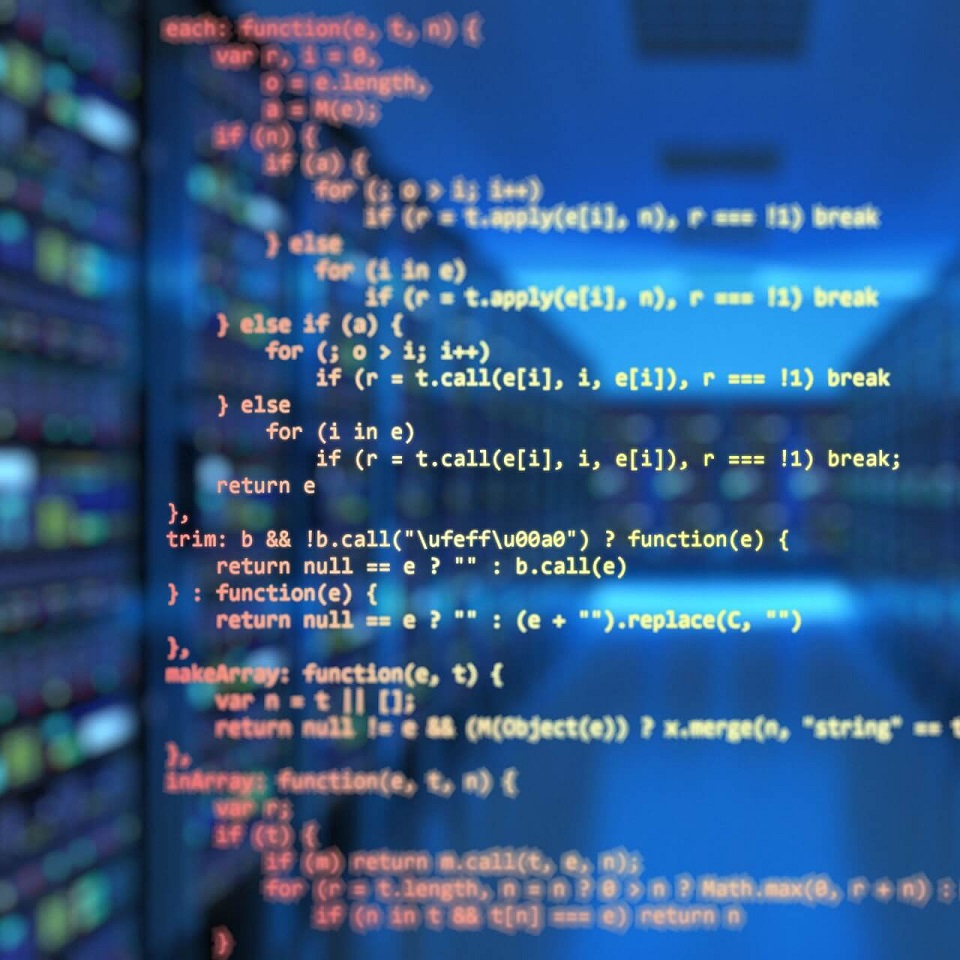 each: function(e, t, n) {
var r, i = 0,
o = e.length,
a = M(e);
if (n) {
if (a) {
for (; o > i; i++)
if (r = t.apply(e[i], n), r === !1) break
} else
for (i in e)
if (r = t.apply(e[i], n), r === !1) break
} else if (a) {
for (; o > i; i++)
if (r = t.call(e[i], i, e[i]), r === !1) break
} else
for (i in e)
if (r = t.call(e[i], i, e[i]), r === !1) break;
return e
},
trim: b && !b.call("\ufeff\u00a0") ? function(e) {
return null == e ? "" : b.call(e)
} : function(e) {
return null == e ? "" : (e + "").replace(C, "")
},
makeArray: function(e, t) {
var n = t || [];
return null != e && (M(Object(e)) ? x.merge(n, "string" == t
},
inArray: function(e, t, n) {
var r;
if (t) {
if (m) return m.call(t, e, n);
for (r = t.length, n = n ? 0 > n ? Math.max(0, r + n) :
if (n in t && t[n] === e) return n
}